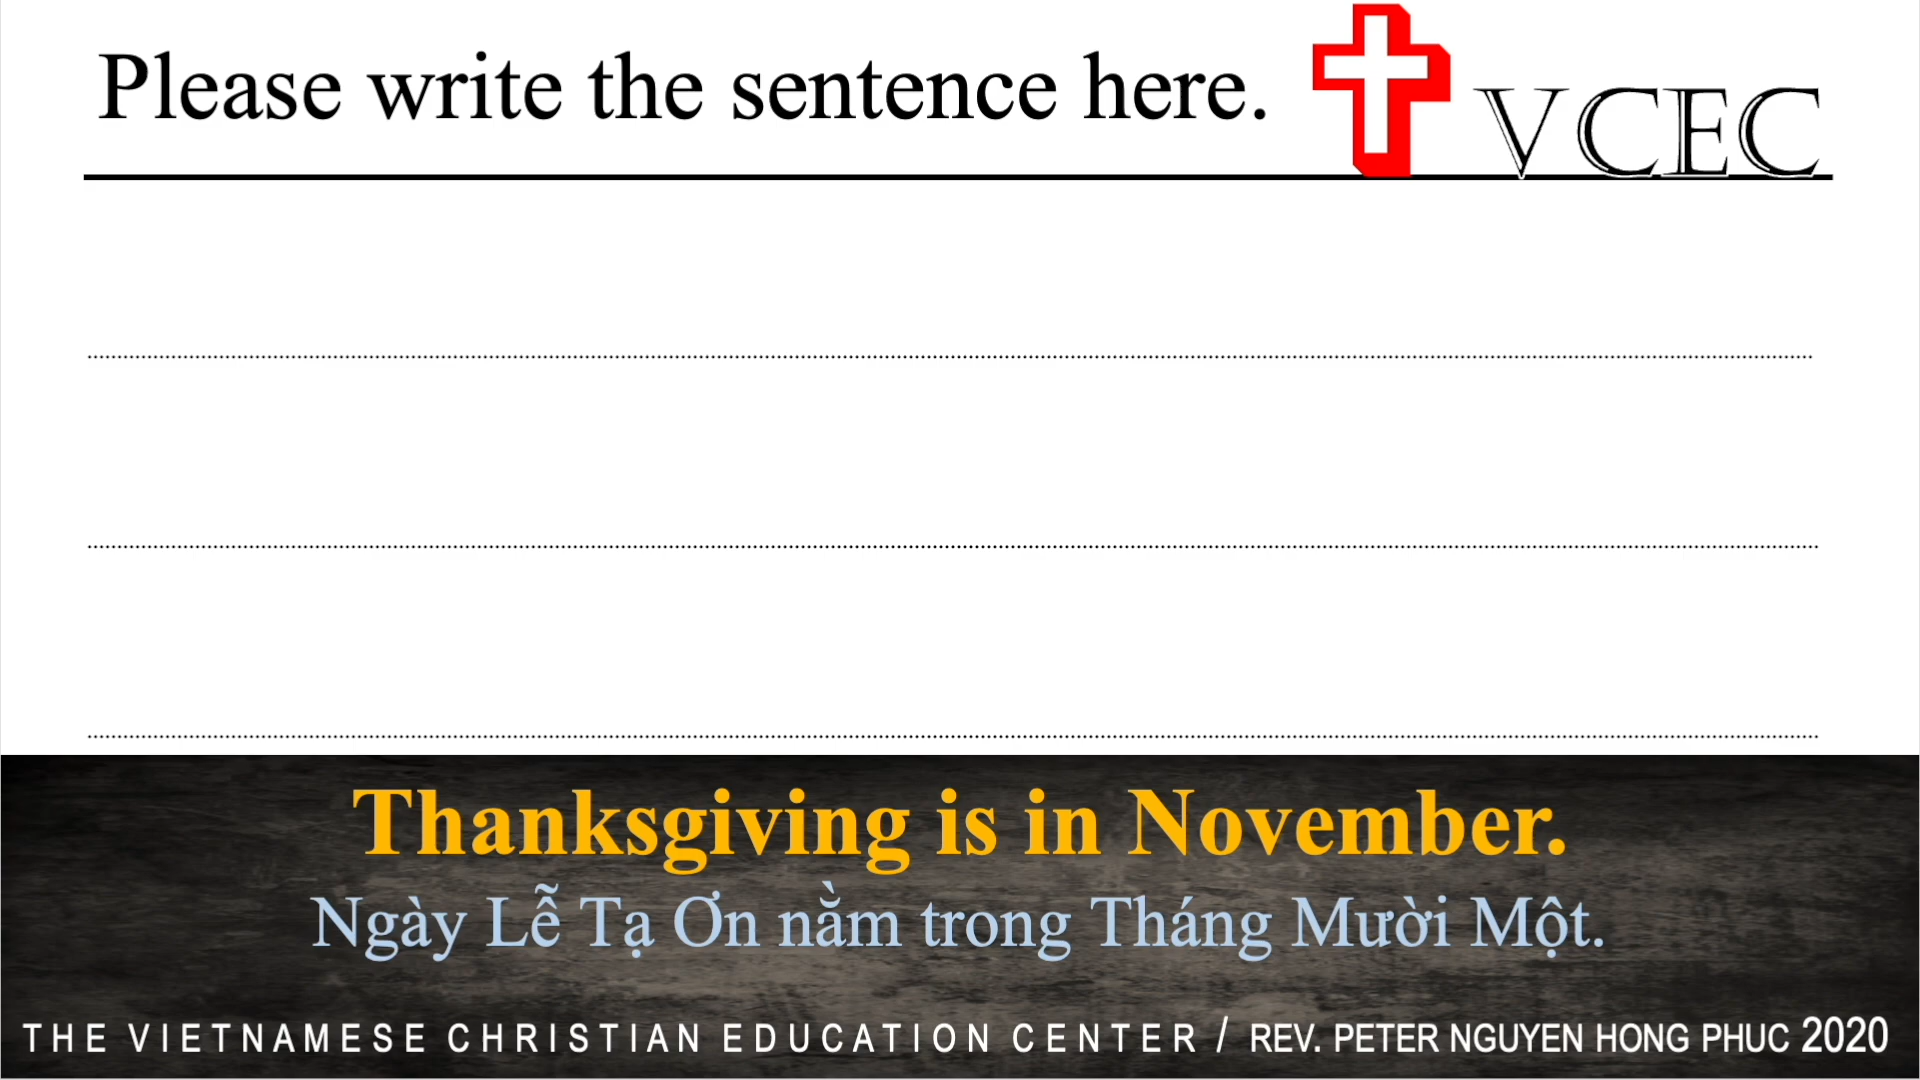 Please write the sentence here.
VCEC
Thanksgiving is in November.
Ngày Lễ Tạ Ơn nằm trong Tháng Mười Một.
THE VIETNAMESE CHRISTIAN EDUCATION CENTER / REV. PETER NGUYEN HONG PHUC 2020